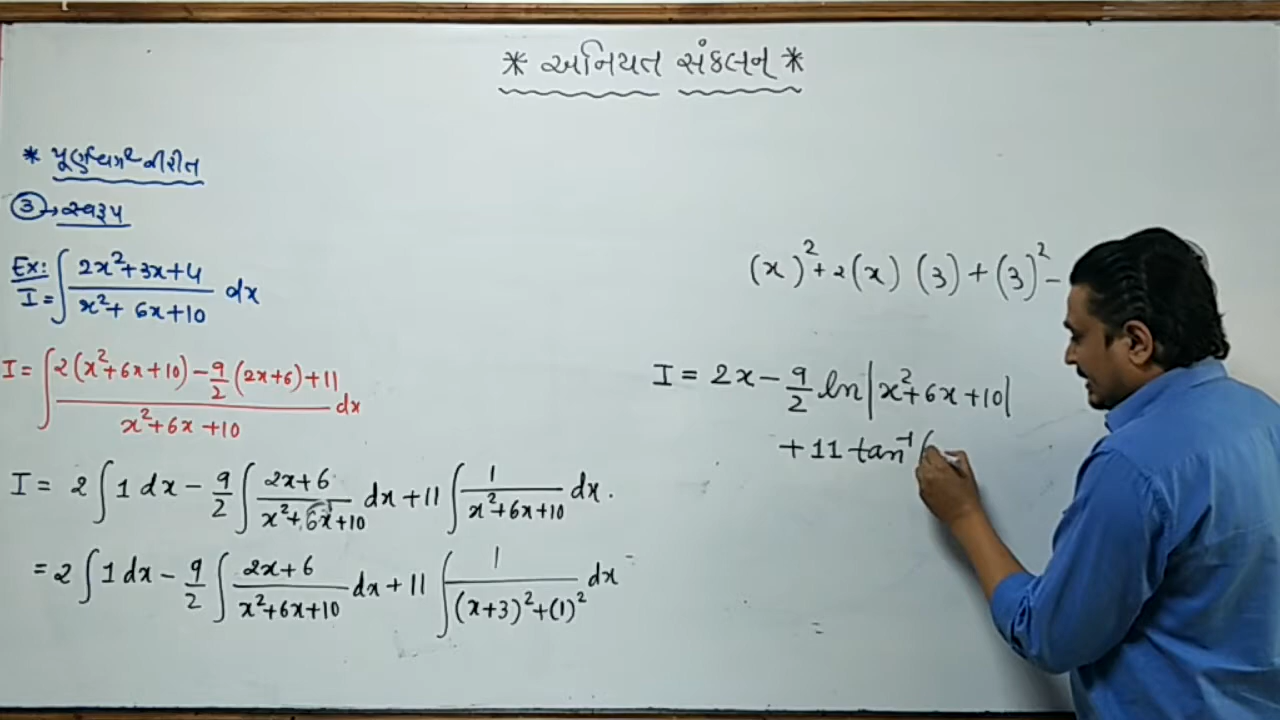 * અનિયત સંકલન *
* પૂર્ણવર્ગની રીત
③ → સ્વરૂપ
Ex: I = ∫ (2x²+3x+4)/(x²+6x+10) dx
I = ∫ (2(x²+6x+10) - 9/2 (2x+6) + 11)/(x²+6x+10) dx
I = 2 ∫ 1 dx - 9/2 ∫ (2x+6)/(x²+6x+10) dx + 11 ∫ 1/(x²+6x+10) dx.
= 2 ∫ 1 dx - 9/2 ∫ (2x+6)/(x²+6x+10) dx + 11 ∫ 1/((x+3)²+(1)²) dx =
=
(x)² + 2(x) (3) + (3)² -
I = 2x - 9/2 ln |x²+6x+10|
+ 11 tan⁻¹ (